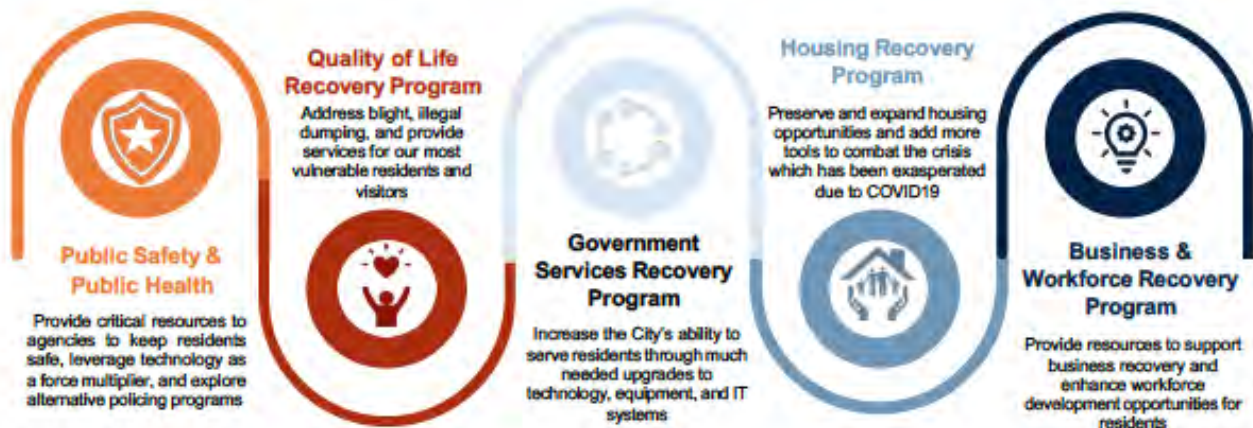 Public Safety &
Public Health
Provide critical resources to
agencies to keep residents
safe, leverage technology as
a force multiplier, and explore
alternative policing programs
Quality of Life
Recovery Program
Address blight, illegal
dumping, and provide
services for our most
vulnerable residents and
visitors
Government
Services Recovery
Program
Increase the City's ability to
serve residents through much
needed upgrades to
technology, equipment, and IT
systems
Housing Recovery
Program
Preserve and expand housing
opportunities and add more
tools to combat the crisis
which has been exasperated
due to COVID19
Business &
Workforce Recovery
Program
Provide resources to support
business recovery and
enhance workforce
development opportunities for
residents